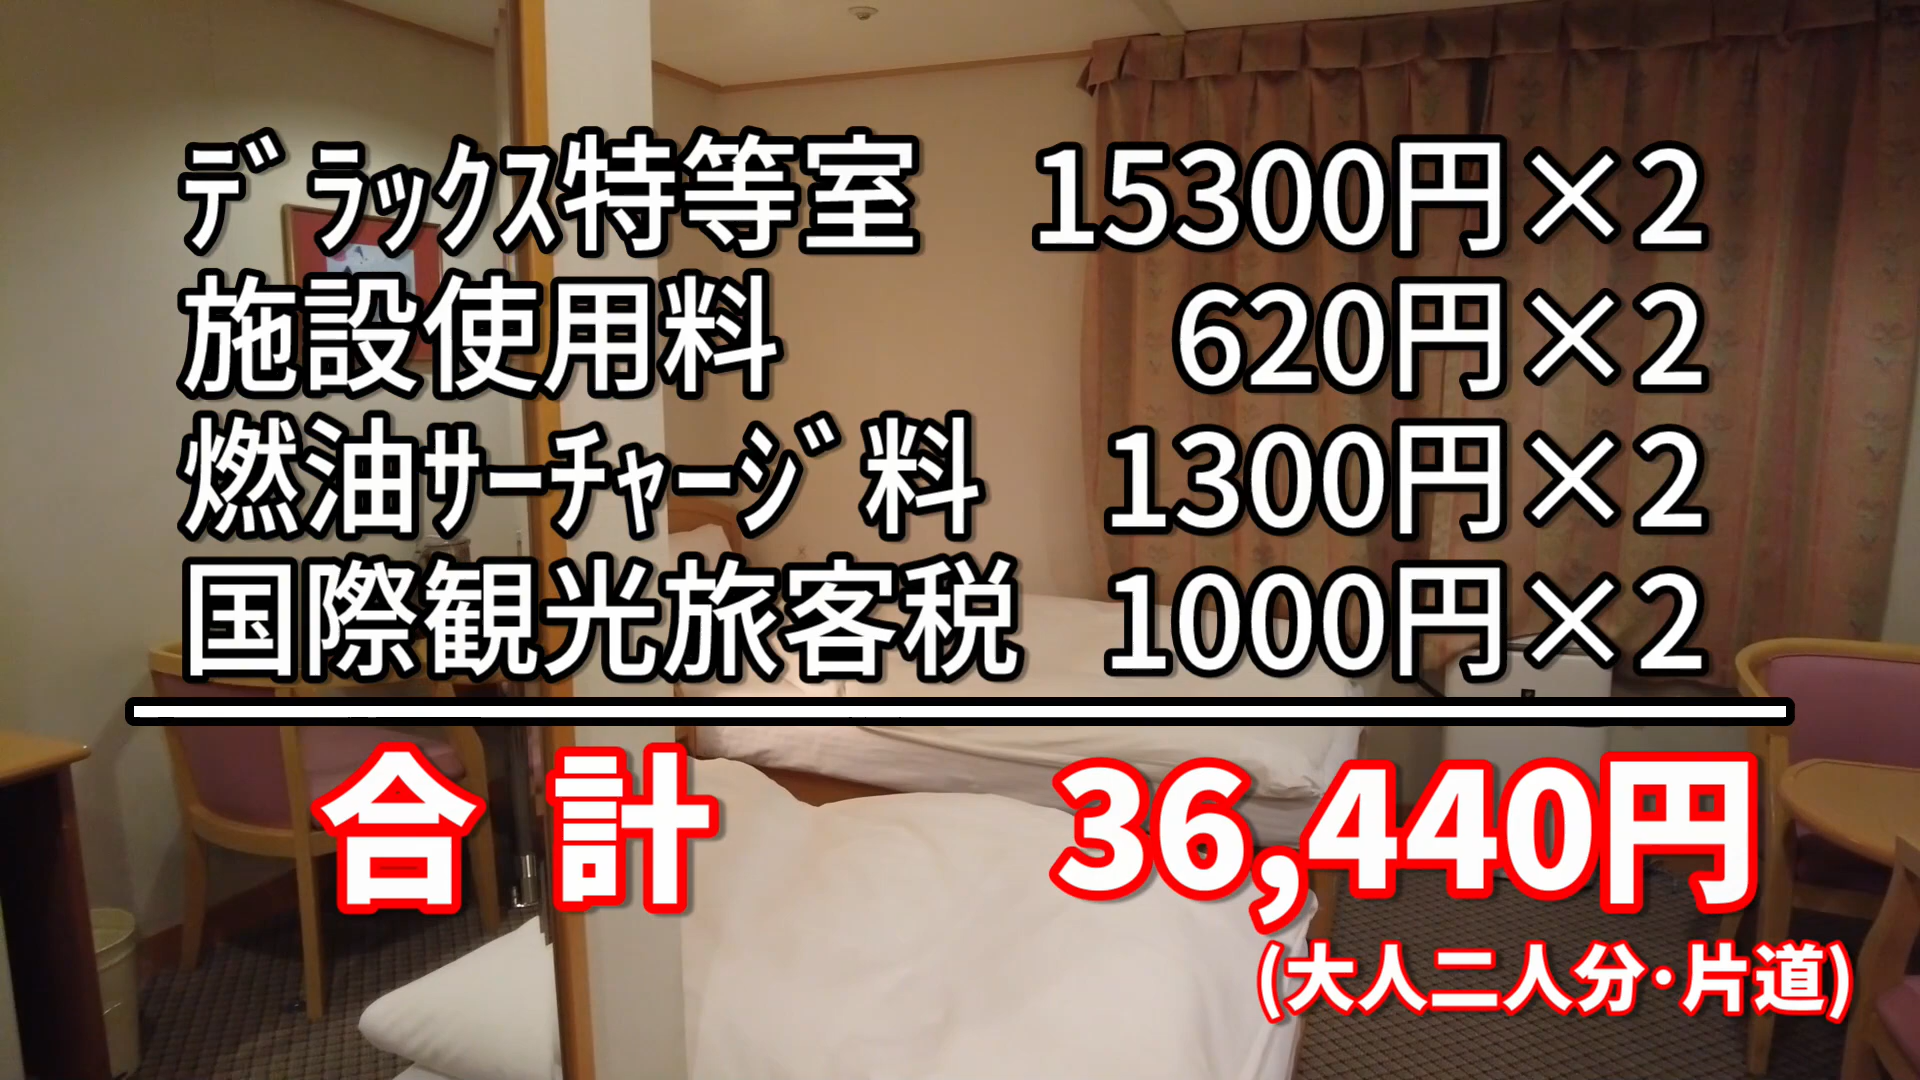 ﾃﾞﾗｯｸｽ特等室 15300円×2
施設使用料 620円×2
燃油ｻｰﾁｬｰｼﾞ料 1300円×2
国際観光旅客税 1000円×2
合計 36,440円
(大人二人分･片道)